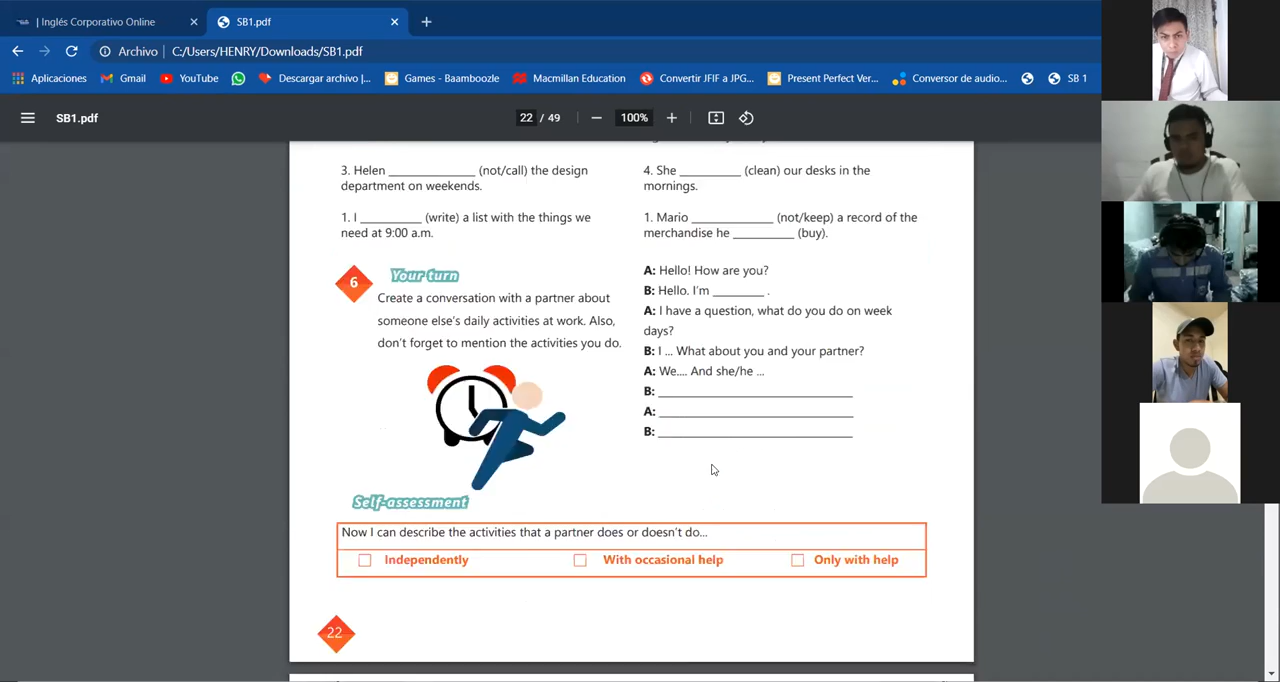 | Inglés Corporativo Online
SB1.pdf
Archivo | C:/Users/HENRY/Downloads/SB1.pdf
Aplicaciones
Gmail
YouTube
Descargar archivo |...
Games - Baamboozle
Macmillan Education
Convertir JFIF a JPG...
Present Perfect Ver...
Conversor de audio...
SB 1
SB1.pdf
22 / 49
100%
3. Helen ______________ (not/call) the design
department on weekends.
4. She __________ (clean) our desks in the
mornings.
1. I __________ (write) a list with the things we
need at 9:00 a.m.
1. Mario _____________ (not/keep) a record of the
merchandise he __________ (buy).
6
Your turn
Create a conversation with a partner about
someone else's daily activities at work. Also,
don't forget to mention the activities you do.
A: Hello! How are you?
B: Hello. I'm ________ .
A: I have a question, what do you do on week
days?
B: I ... What about you and your partner?
A: We.... And she/he ...
B: ________________________________
A: ________________________________
B: ________________________________
Self-assessment
Now I can describe the activities that a partner does or doesn't do...
Independently
With occasional help
Only with help
22